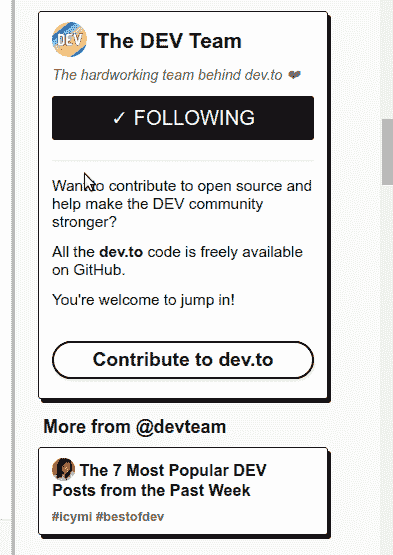 DEV The DEV Team
The hardworking team behind dev.to ❤
✓ FOLLOWING
Want to contribute to open source and
help make the DEV community
stronger?
All the dev.to code is freely available
on GitHub.
You're welcome to jump in!
Contribute to dev.to
More from @devteam
The 7 Most Popular DEV
Posts from the Past Week
#icymi #bestofdev